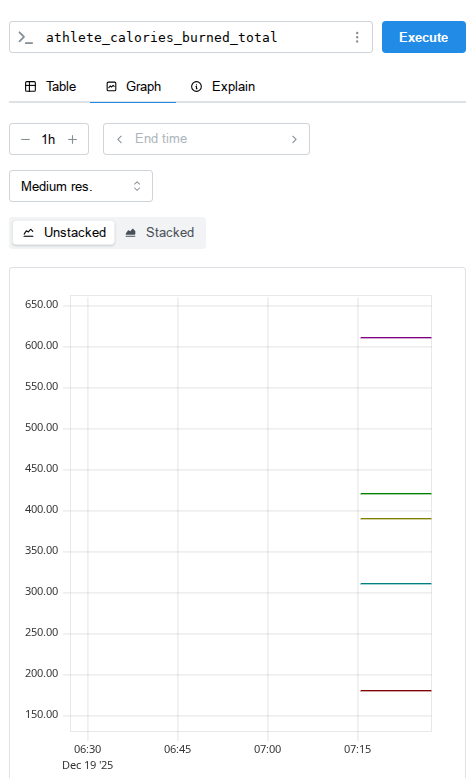 athlete_calories_burned_total
Execute
Table Graph Explain
1h End time
Medium res.
Unstacked Stacked
650.00
600.00
550.00
500.00
450.00
400.00
350.00
300.00
250.00
200.00
150.00
06:30 06:45 07:00 07:15
Dec 19 '25